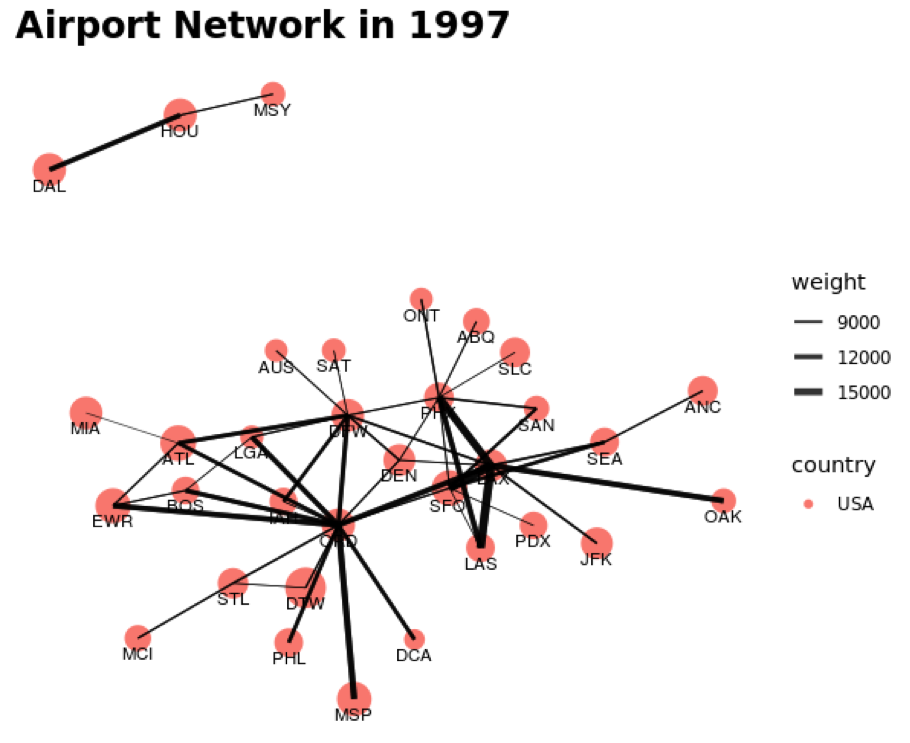 Airport Network in 1997
MSY
HOU
DAL
weight
9000
12000
15000
country
USA
ONT
ABQ
AUS
SAT
SLC
MIA
PHX
SAN
ANC
DFW
ATL
LGA
DEN
LAX
SEA
EWR
BOS
IAH
SFO
OAK
ORD
PDX
JFK
LAS
STL
DTW
MCI
PHL
DCA
MSP